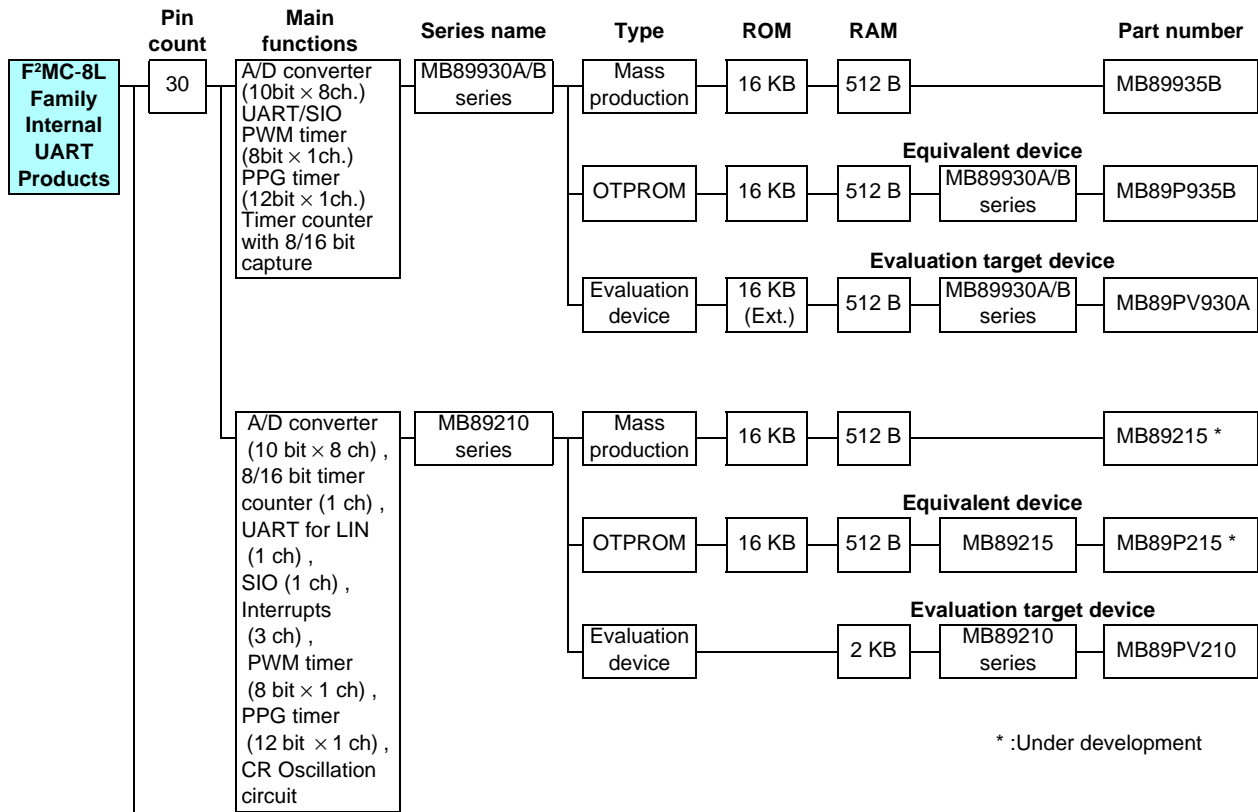 Pin count
Main functions
Series name
Type
ROM
RAM
Part number
F²MC-8L
Family
Internal
UART
Products
30
A/D converter
(10bit × 8ch.)
UART/SIO
PWM timer
(8bit × 1ch.)
PPG timer
(12bit × 1ch.)
Timer counter
with 8/16 bit
capture
MB89930A/B
series
Mass
production
16 KB
512 B
MB89935B
Equivalent device
OTPROM
16 KB
512 B
MB89930A/B
series
MB89P935B
Evaluation target device
Evaluation
device
16 KB
(Ext.)
512 B
MB89930A/B
series
MB89PV930A
A/D converter
(10 bit × 8 ch) ,
8/16 bit timer
counter (1 ch) ,
UART for LIN
(1 ch) ,
SIO (1 ch) ,
Interrupts
(3 ch) ,
PWM timer
(8 bit × 1 ch) ,
PPG timer
(12 bit × 1 ch) ,
CR Oscillation
circuit
MB89210
series
Mass
production
16 KB
512 B
MB89215 *
Equivalent device
OTPROM
16 KB
512 B
MB89215
MB89P215 *
Evaluation target device
Evaluation
device
2 KB
MB89210
series
MB89PV210
* :Under development